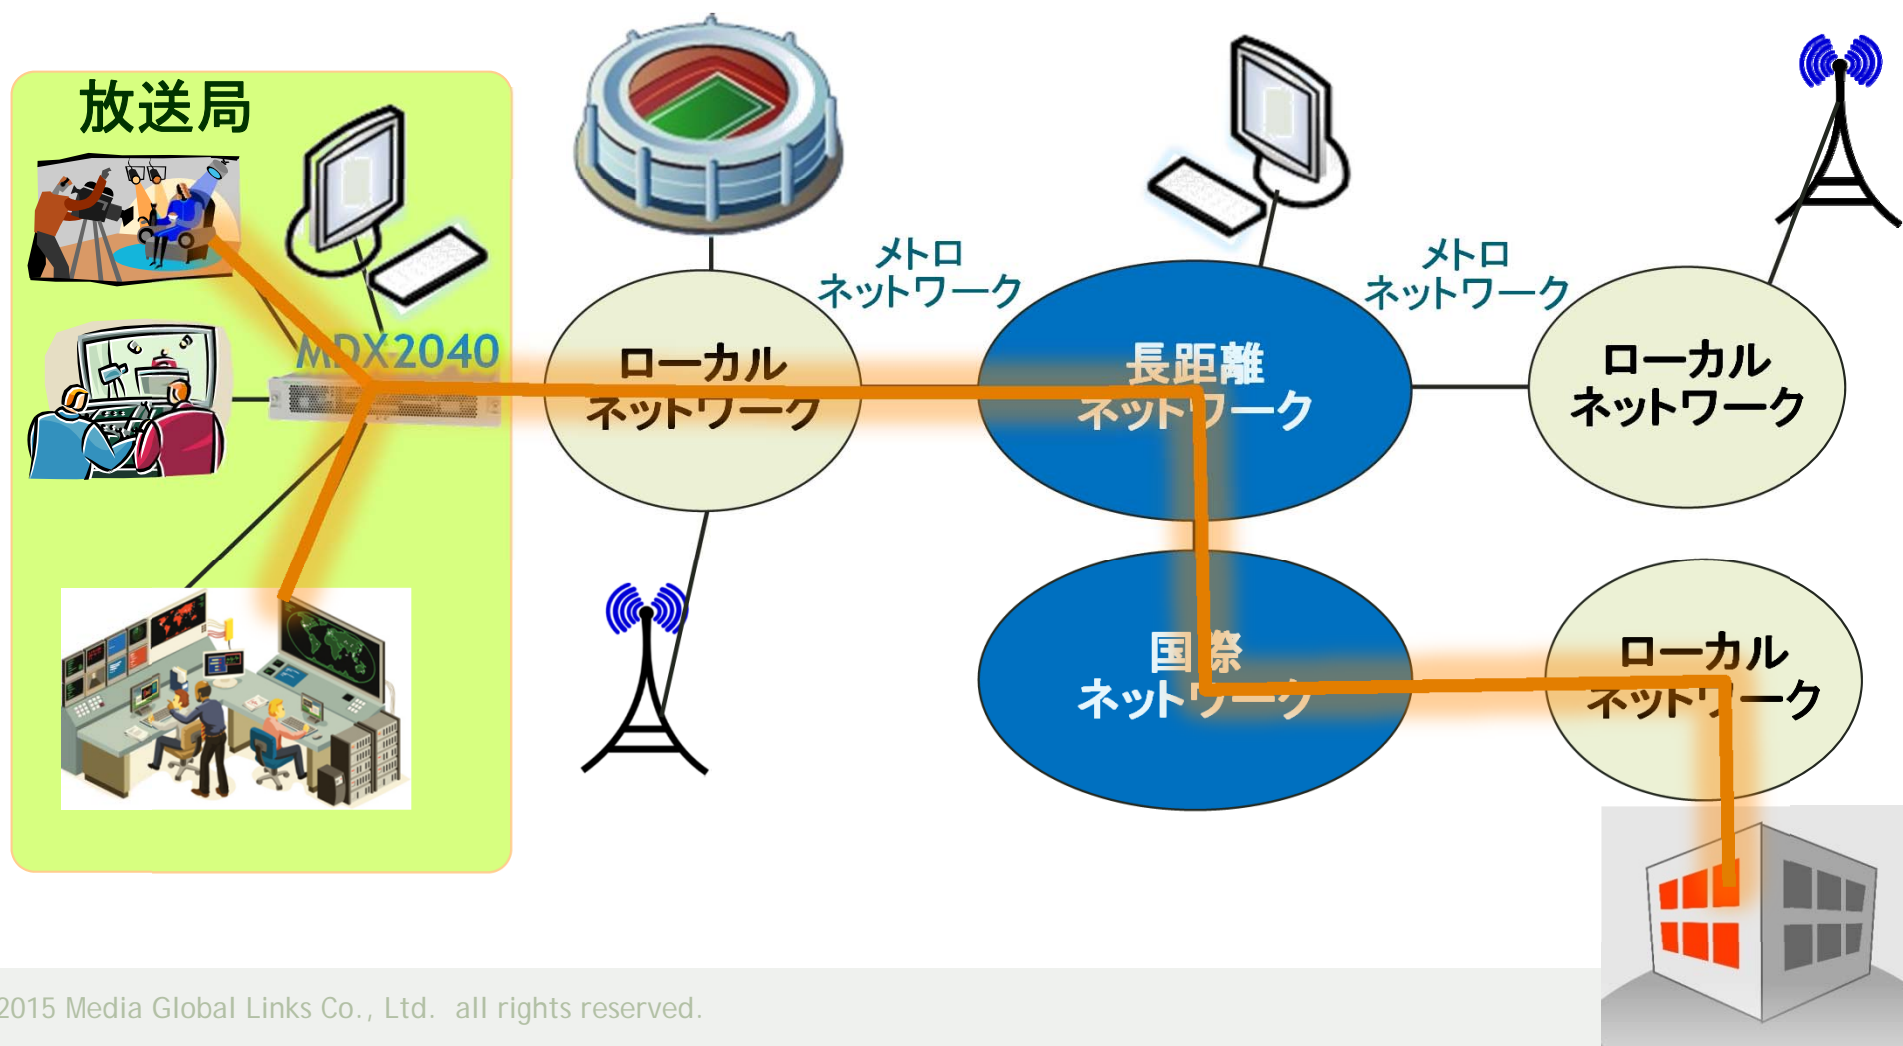 放送局
MDX2040
メトロ
ネットワーク
メトロ
ネットワーク
ローカル
ネットワーク
長距離
ネットワーク
ローカル
ネットワーク
国際
ネットワーク
ローカル
ネットワーク
2015 Media Global Links Co., Ltd. all rights reserved.